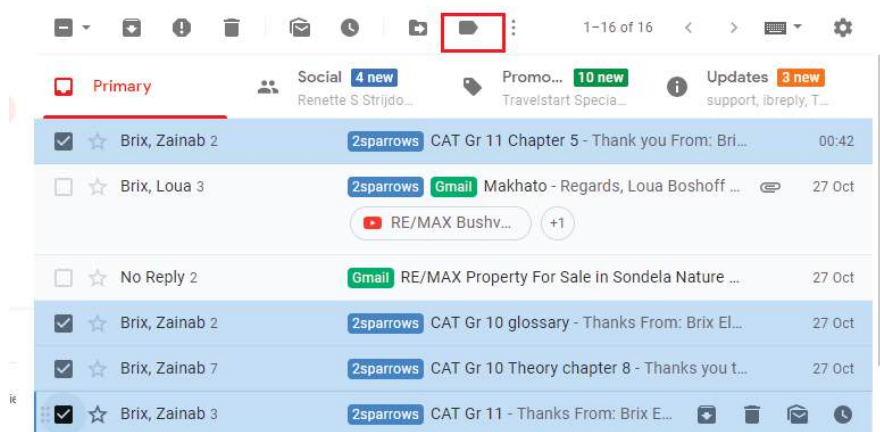 1–16 of 16
Primary
Social 4 new
Renette S Strijdo...
Promo... 10 new
Travelstart Specia...
Updates 3 new
support, ibreply, T...
Brix, Zainab 2 2sparrows CAT Gr 11 Chapter 5 - Thank you From: Bri... 00:42
Brix, Loua 3 2sparrows Gmail Makhato - Regards, Loua Boshoff ... 27 Oct
RE/MAX Bushv... +1
No Reply 2 Gmail RE/MAX Property For Sale in Sondela Nature ... 27 Oct
Brix, Zainab 2 2sparrows CAT Gr 10 glossary - Thanks From: Brix El... 27 Oct
Brix, Zainab 7 2sparrows CAT Gr 10 Theory chapter 8 - Thanks you t... 27 Oct
Brix, Zainab 3 2sparrows CAT Gr 11 - Thanks From: Brix E...